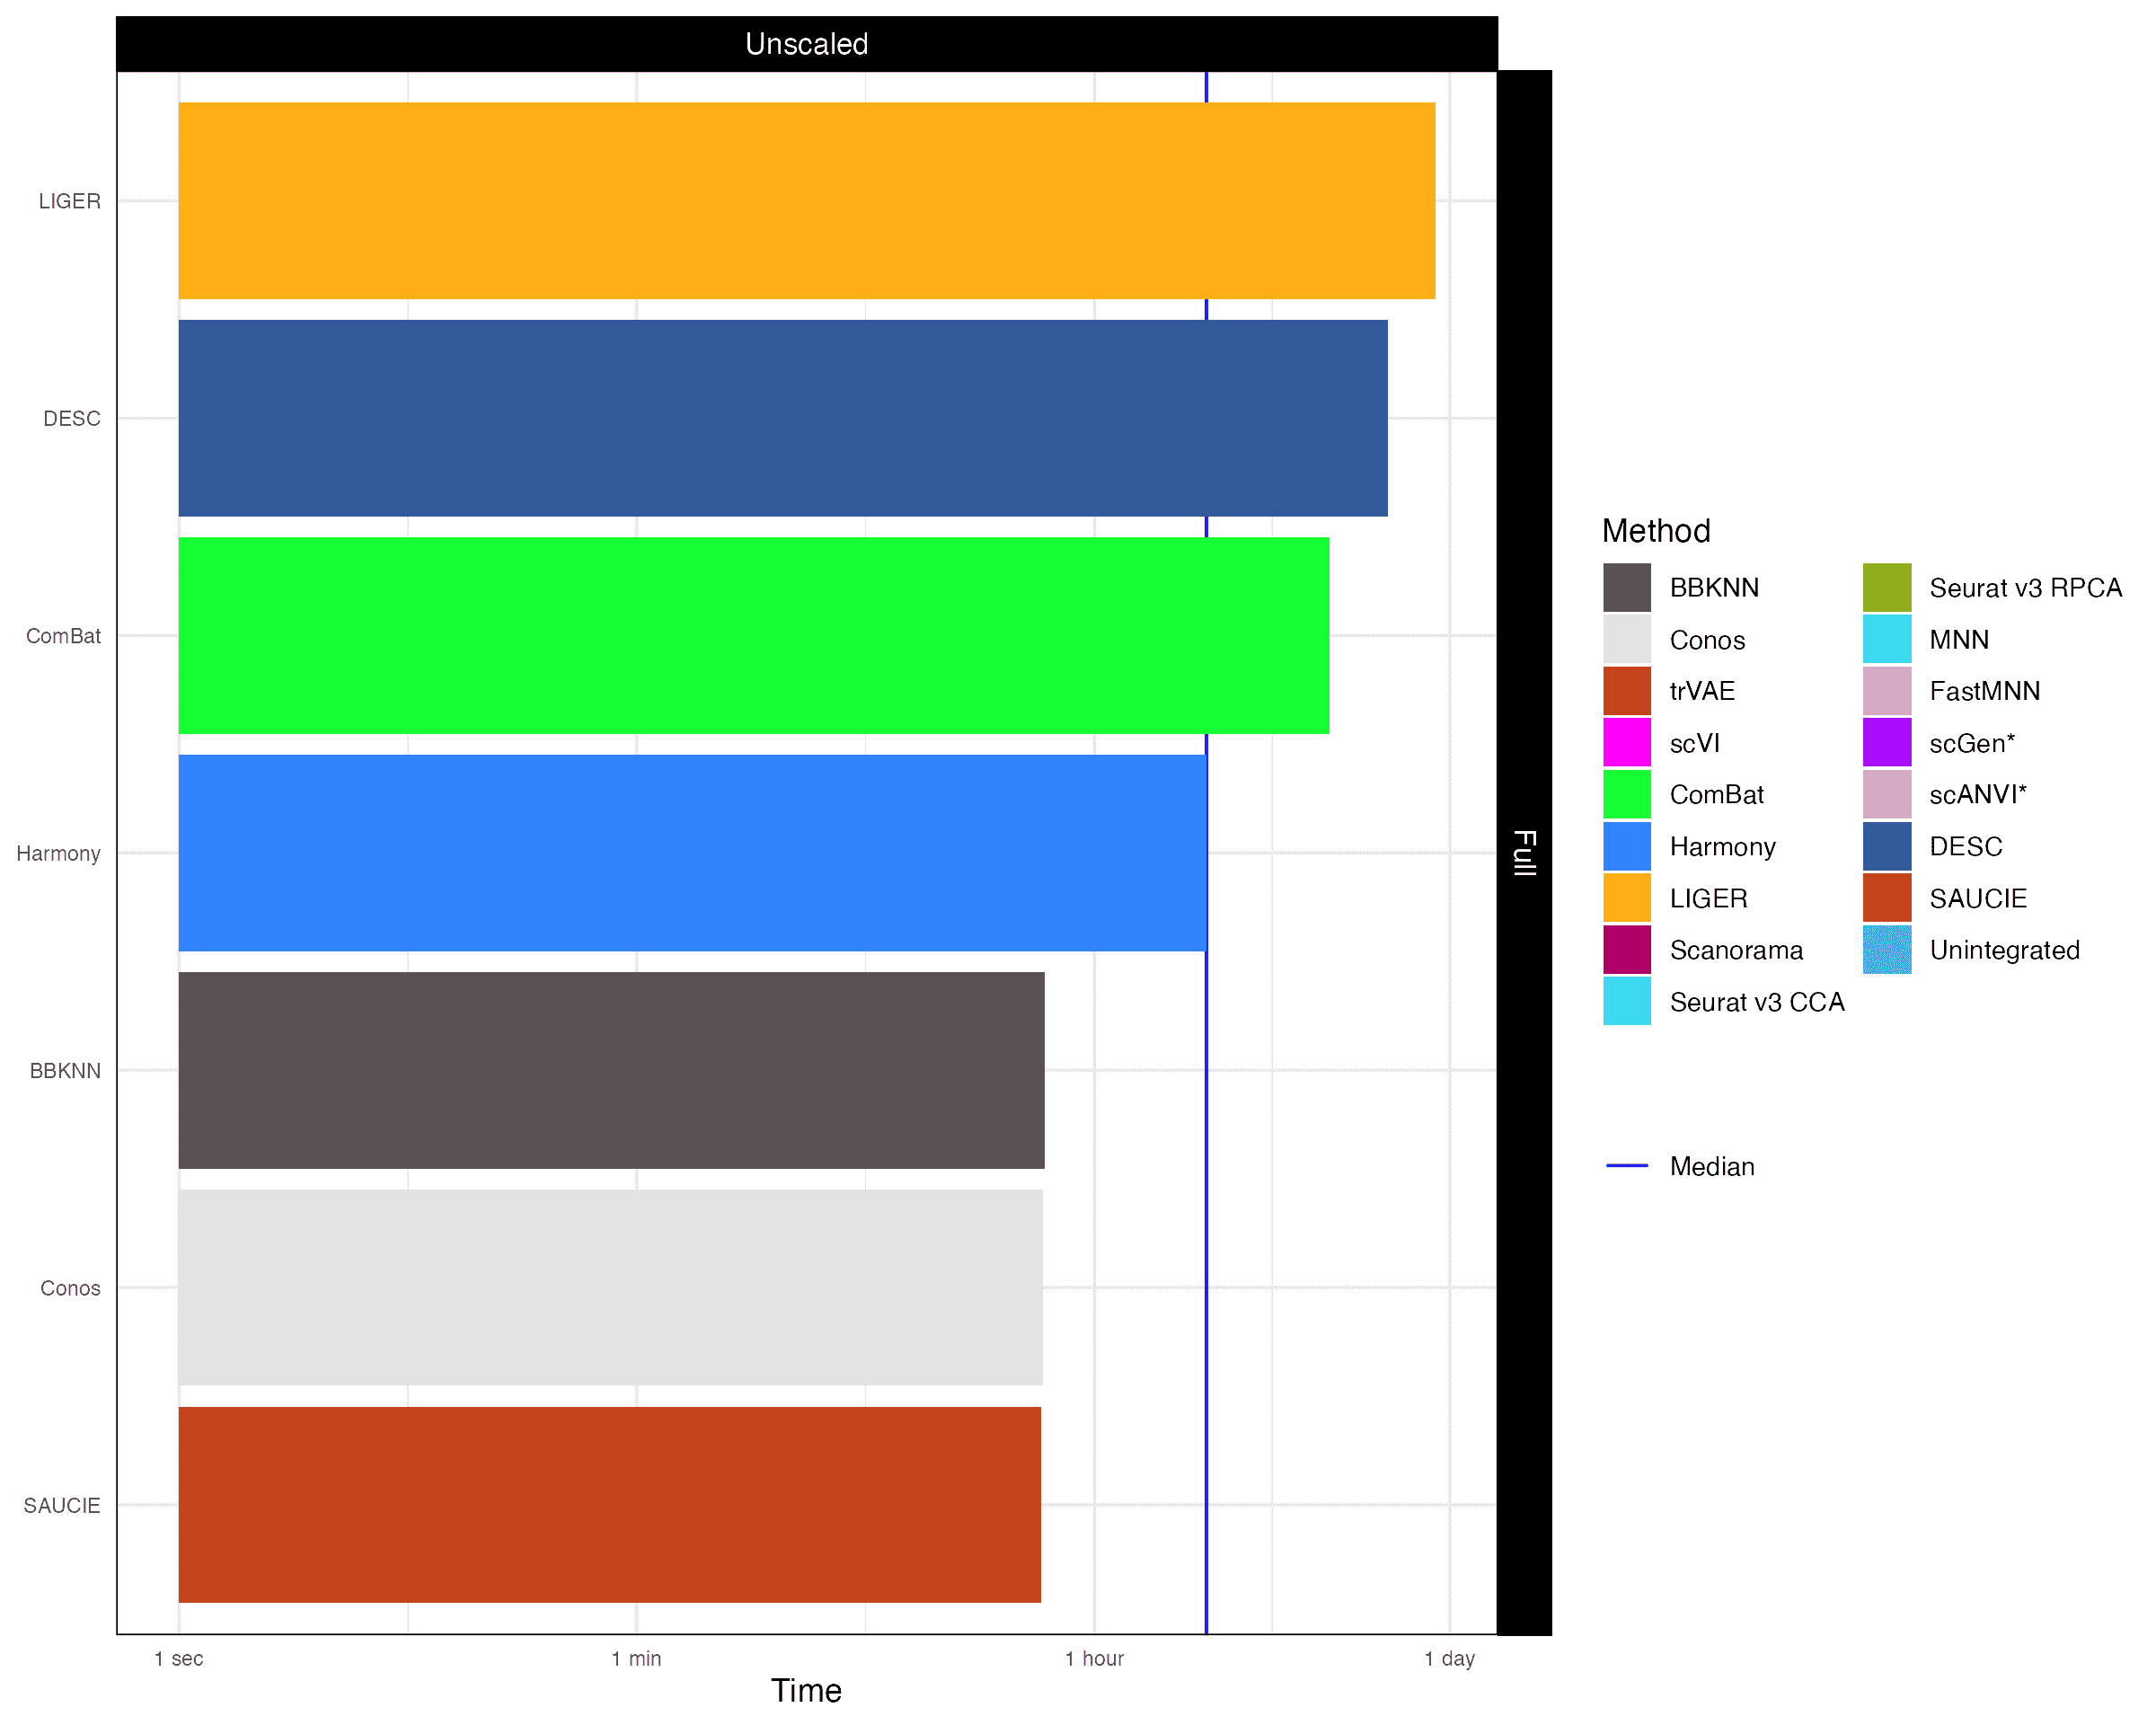 Unscaled
Full
LIGER
DESC
ComBat
Harmony
BBKNN
Conos
SAUCIE
1 sec
1 min
1 hour
1 day
Time
Method
BBKNN
Conos
trVAE
scVI
ComBat
Harmony
LIGER
Scanorama
Seurat v3 CCA
Seurat v3 RPCA
MNN
FastMNN
scGen*
scANVI*
DESC
SAUCIE
Unintegrated
Median